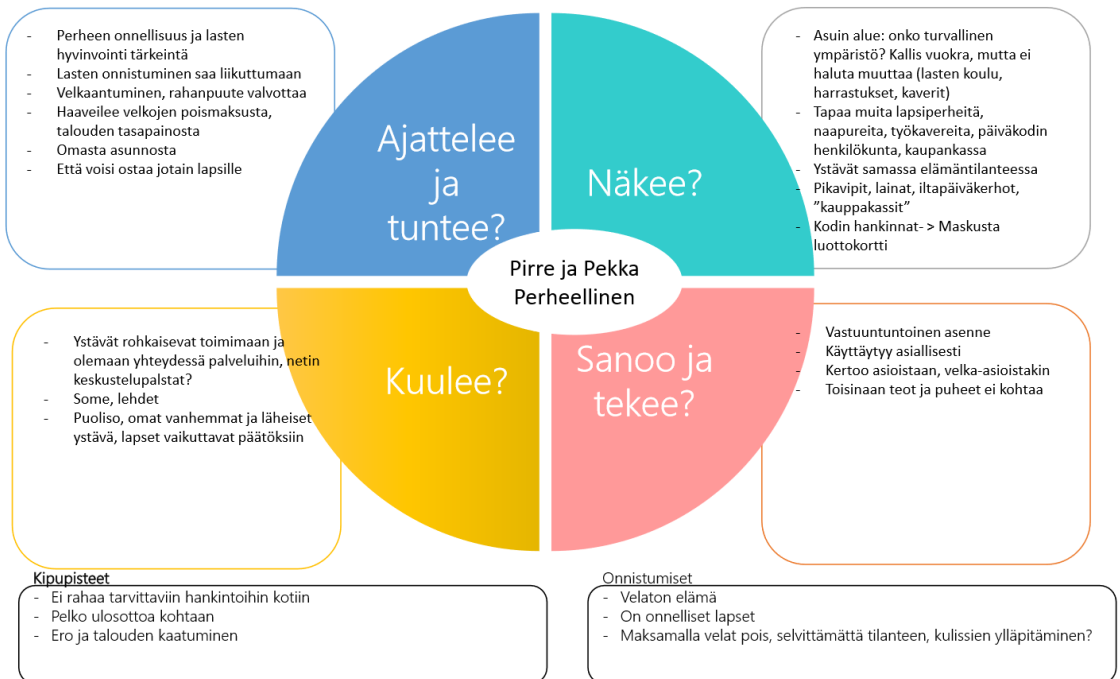 - Perheen onnellisuus ja lasten
hyvinvointi tärkeintä
- Lasten onnistuminen saa liikuttumaan
- Velkaantuminen, rahanpuute valvottaa
- Haaveilee velkojen poismaksusta,
talouden tasapainosta
- Omasta asunnosta
- Että voisi ostaa jotain lapsille
Ajattelee
ja
tuntee?
Näkee?
- Asuin alue: onko turvallinen
ympäristö? Kallis vuokra, mutta ei
haluta muuttaa (lasten koulu,
harrastukset, kaverit)
- Tapaa muita lapsiperheitä,
naapureita, työkavereita, päiväkodin
henkilökunta, kaupankassa
- Ystävät samassa elämäntilanteessa
- Pikavipit, lainat, iltapäiväkerhot,
”kauppakassit”
- Kodin hankinnat- > Maskusta
luottokortti
Pirre ja Pekka
Perheellinen
- Ystävät rohkaisevat toimimaan ja
olemaan yhteydessä palveluihin, netin
keskustelupalstat?
- Some, lehdet
- Puoliso, omat vanhemmat ja läheiset
ystävä, lapset vaikuttavat päätöksiin
Kuulee?
Sanoo ja
tekee?
- Vastuuntuntoinen asenne
- Käyttäytyy asiallisesti
- Kertoo asioistaan, velka-asioistakin
- Toisinaan teot ja puheet ei kohtaa
Kipupisteet
- Ei rahaa tarvittaviin hankintoihin kotiin
- Pelko ulosottoa kohtaan
- Ero ja talouden kaatuminen
Onnistumiset
- Velaton elämä
- On onnelliset lapset
- Maksamalla velat pois, selvittämättä tilanteen, kulissien ylläpitäminen?